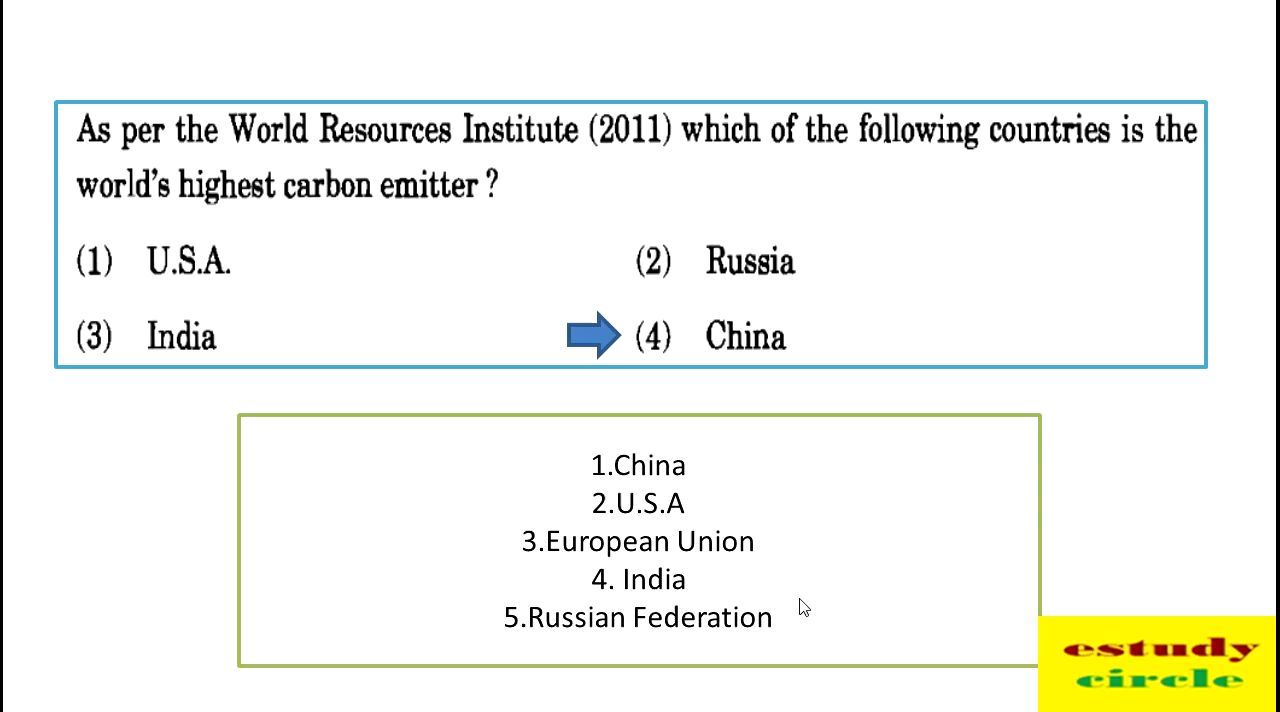 As per the World Resources Institute (2011) which of the following countries is the
world's highest carbon emitter ?
(1) U.S.A. (2) Russia
(3) India (4) China
1.China
2.U.S.A
3.European Union
4. India
5.Russian Federation
estudy
circle